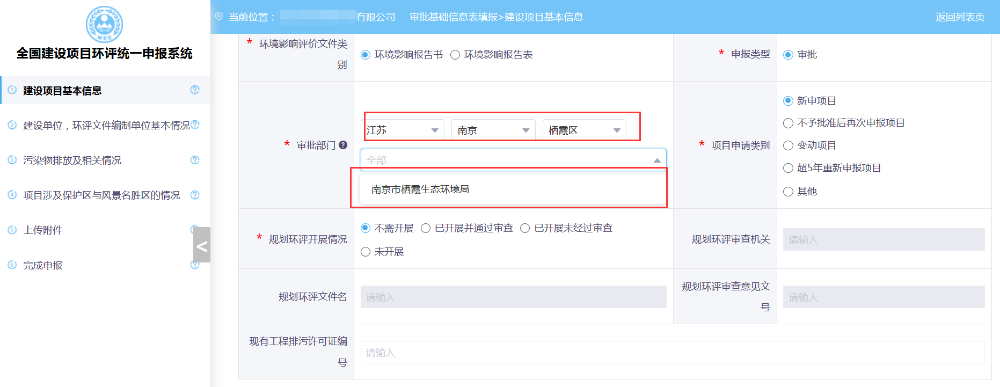 MEE
全国建设项目环评统一申报系统
1 建设项目基本信息 ?
2 建设单位，环评文件编制单位基本情况 ?
3 污染物排放及相关情况 ?
4 项目涉及保护区与风景名胜区的情况 ?
5 上传附件
6 完成申报 ?
<
当前位置： 有限公司 审批基础信息表填报>建设项目基本信息 返回列表页
* 环境影响评价文件类
别
环境影响报告书 环境影响报告表
* 申报类型
审批
* 审批部门 ?
江苏 南京 栖霞区
全部
南京市栖霞生态环境局
* 项目申请类别
新申项目
不予批准后再次申报项目
变动项目
超5年重新申报项目
其他
* 规划环评开展情况
不需开展 已开展并通过审查 已开展未经过审查
未开展
规划环评审查机关
请输入
规划环评文件名
请输入
规划环评审查意见文
号
请输入
现有工程排污许可证编
号
请输入